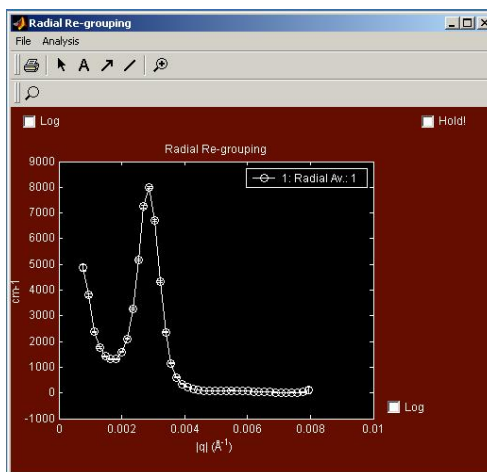 Radial Re-grouping
File Analysis
A
Log
Hold!
Radial Re-grouping
9000
1: Radial Av.: 1
8000
7000
6000
5000
4000
3000
2000
1000
0
-1000
cm-1
Log
0 0.002 0.004 0.006 0.008 0.01
|q| (Å⁻¹)